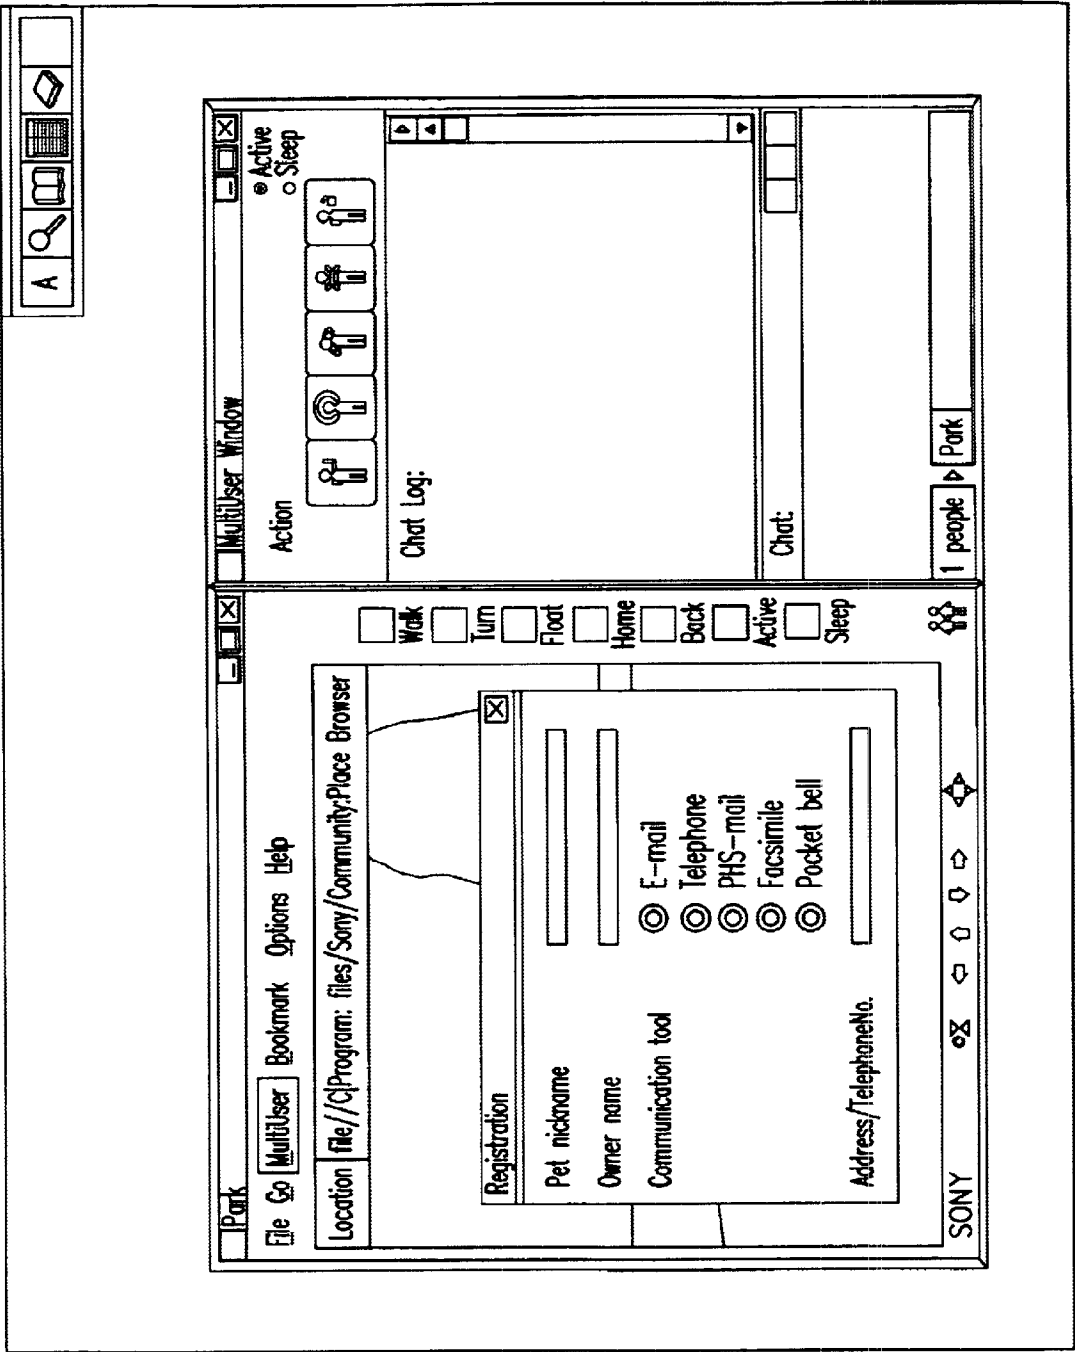 A
Park
File Go MultiUser Bookmark Options Help
Location file//C|Program: files/Sony/Community:Place Browser
Registration
Pet nickname
Owner name
Communication tool
E-mail
Telephone
PHS-mail
Facsimile
Pocket bell
Address/TelephoneNo.
Walk
Turn
Float
Home
Back
Active
Sleep
SONY
MultiUser Window
Action
Active
Sleep
Chat Log:
Chat:
1 people
Park